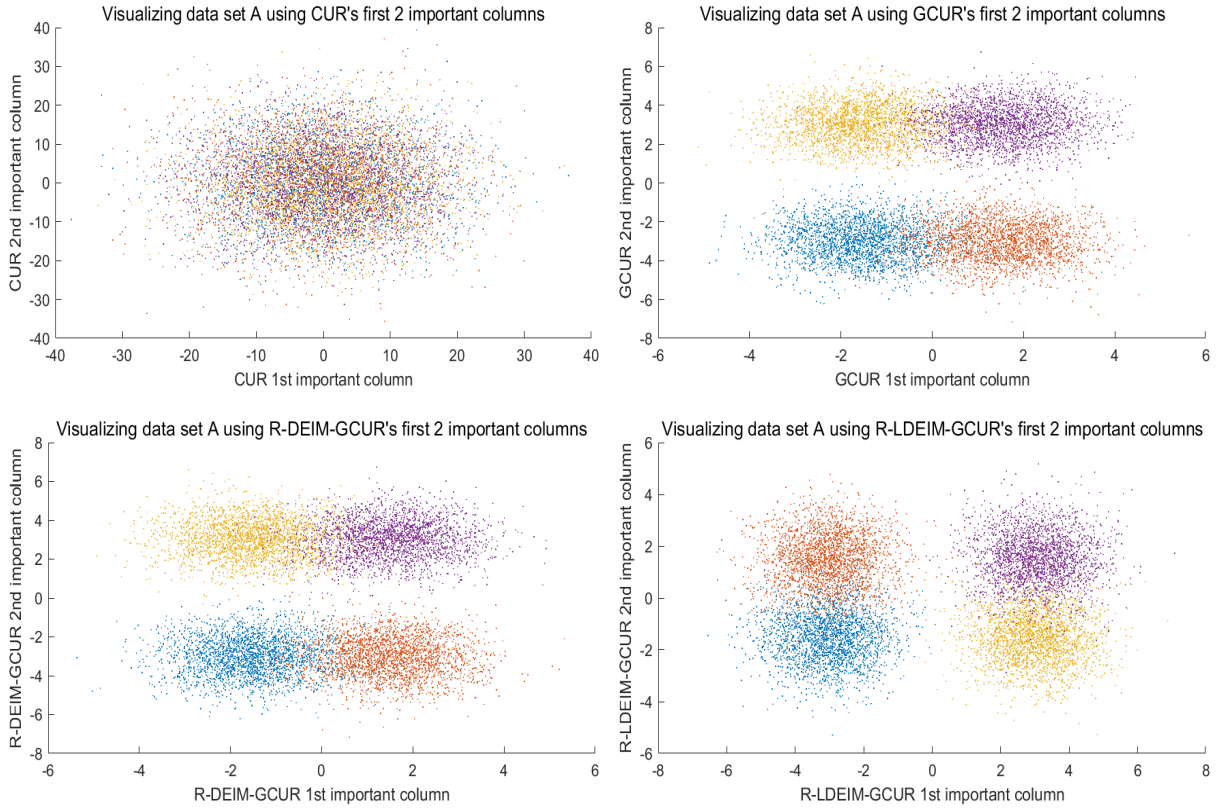 Visualizing data set A using CUR's first 2 important columns
CUR 2nd important column
40
30
20
10
0
-10
-20
-30
-40
-40 -30 -20 -10 0 10 20 30 40
CUR 1st important column
Visualizing data set A using GCUR's first 2 important columns
GCUR 2nd important column
8
6
4
2
0
-2
-4
-6
-8
-6 -4 -2 0 2 4 6
GCUR 1st important column
Visualizing data set A using R-DEIM-GCUR's first 2 important columns
R-DEIM-GCUR 2nd important column
8
6
4
2
0
-2
-4
-6
-8
-6 -4 -2 0 2 4 6
R-DEIM-GCUR 1st important column
Visualizing data set A using R-LDEIM-GCUR's first 2 important columns
R-LDEIM-GCUR 2nd important column
6
4
2
0
-2
-4
-6
-8 -6 -4 -2 0 2 4 6 8
R-LDEIM-GCUR 1st important column